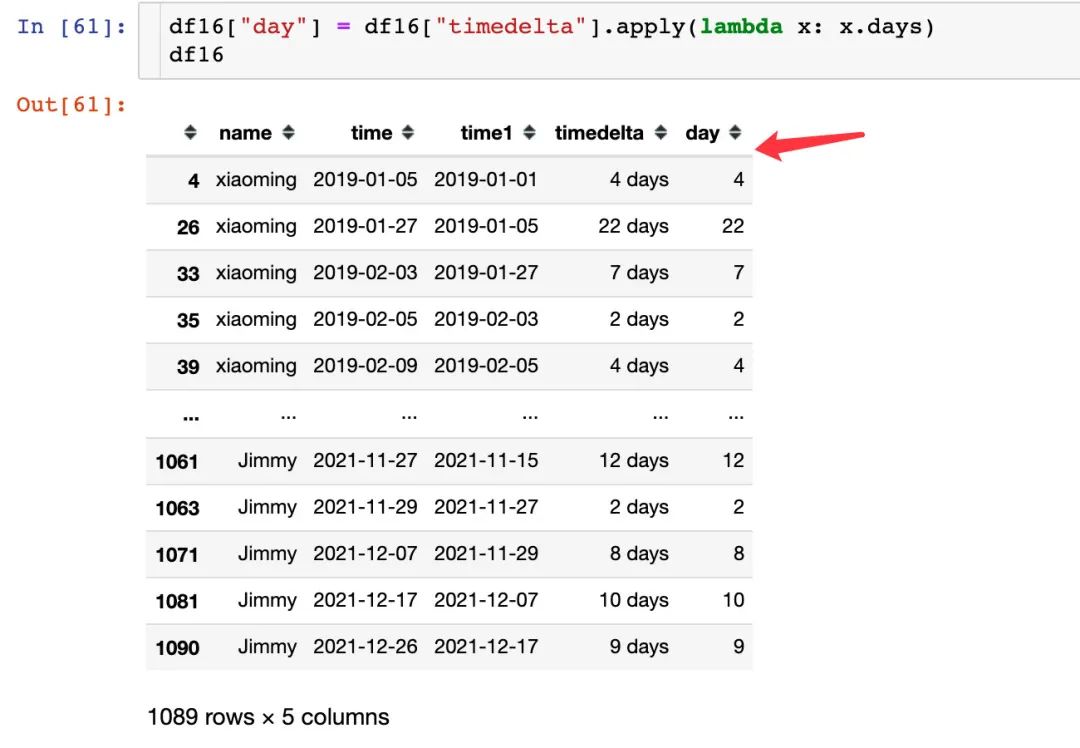 In [61]: df16["day"] = df16["timedelta"].apply(lambda x: x.days)
df16
Out[61]:
name time time1 timedelta day
4 xiaoming 2019-01-05 2019-01-01 4 days 4
26 xiaoming 2019-01-27 2019-01-05 22 days 22
33 xiaoming 2019-02-03 2019-01-27 7 days 7
35 xiaoming 2019-02-05 2019-02-03 2 days 2
39 xiaoming 2019-02-09 2019-02-05 4 days 4
... ... ... ... ... ...
1061 Jimmy 2021-11-27 2021-11-15 12 days 12
1063 Jimmy 2021-11-29 2021-11-27 2 days 2
1071 Jimmy 2021-12-07 2021-11-29 8 days 8
1081 Jimmy 2021-12-17 2021-12-07 10 days 10
1090 Jimmy 2021-12-26 2021-12-17 9 days 9
1089 rows × 5 columns